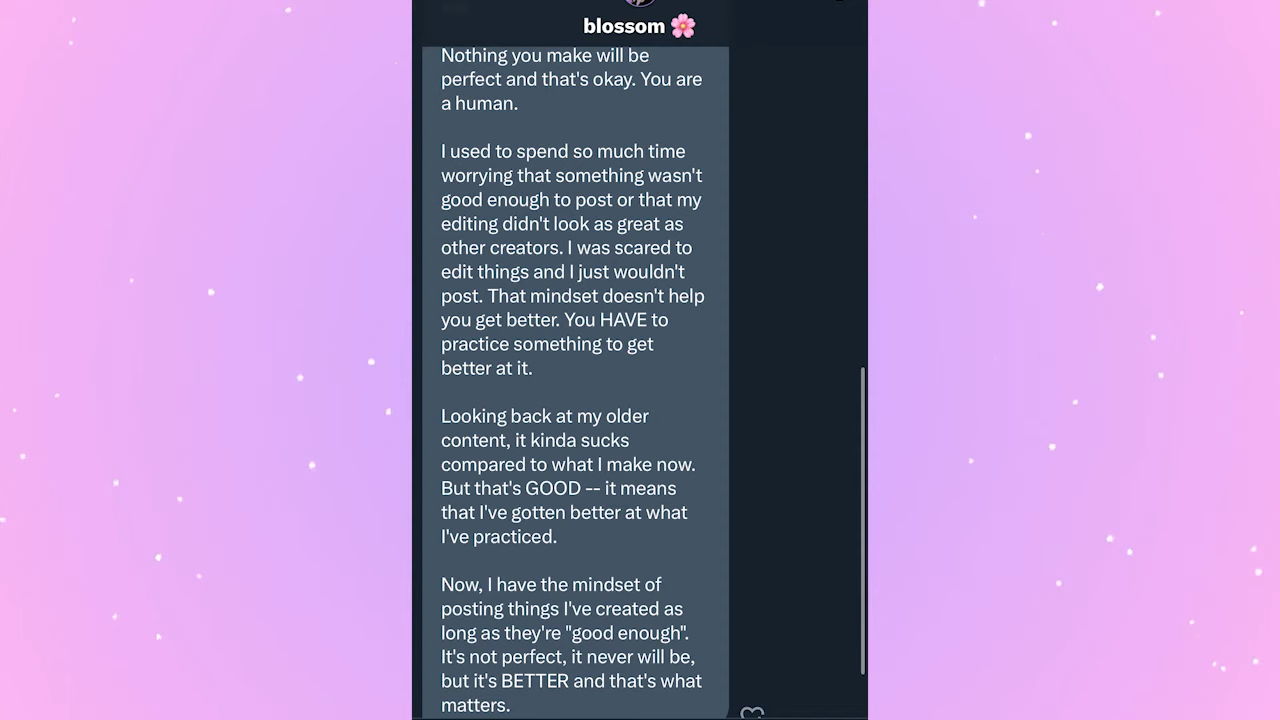 blossom 🌸
Nothing you make will be
perfect and that's okay. You are
a human.
I used to spend so much time
worrying that something wasn't
good enough to post or that my
editing didn't look as great as
other creators. I was scared to
edit things and I just wouldn't
post. That mindset doesn't help
you get better. You HAVE to
practice something to get
better at it.
Looking back at my older
content, it kinda sucks
compared to what I make now.
But that's GOOD -- it means
that I've gotten better at what
I've practiced.
Now, I have the mindset of
posting things I've created as
long as they're "good enough".
It's not perfect, it never will be,
but it's BETTER and that's what
matters.